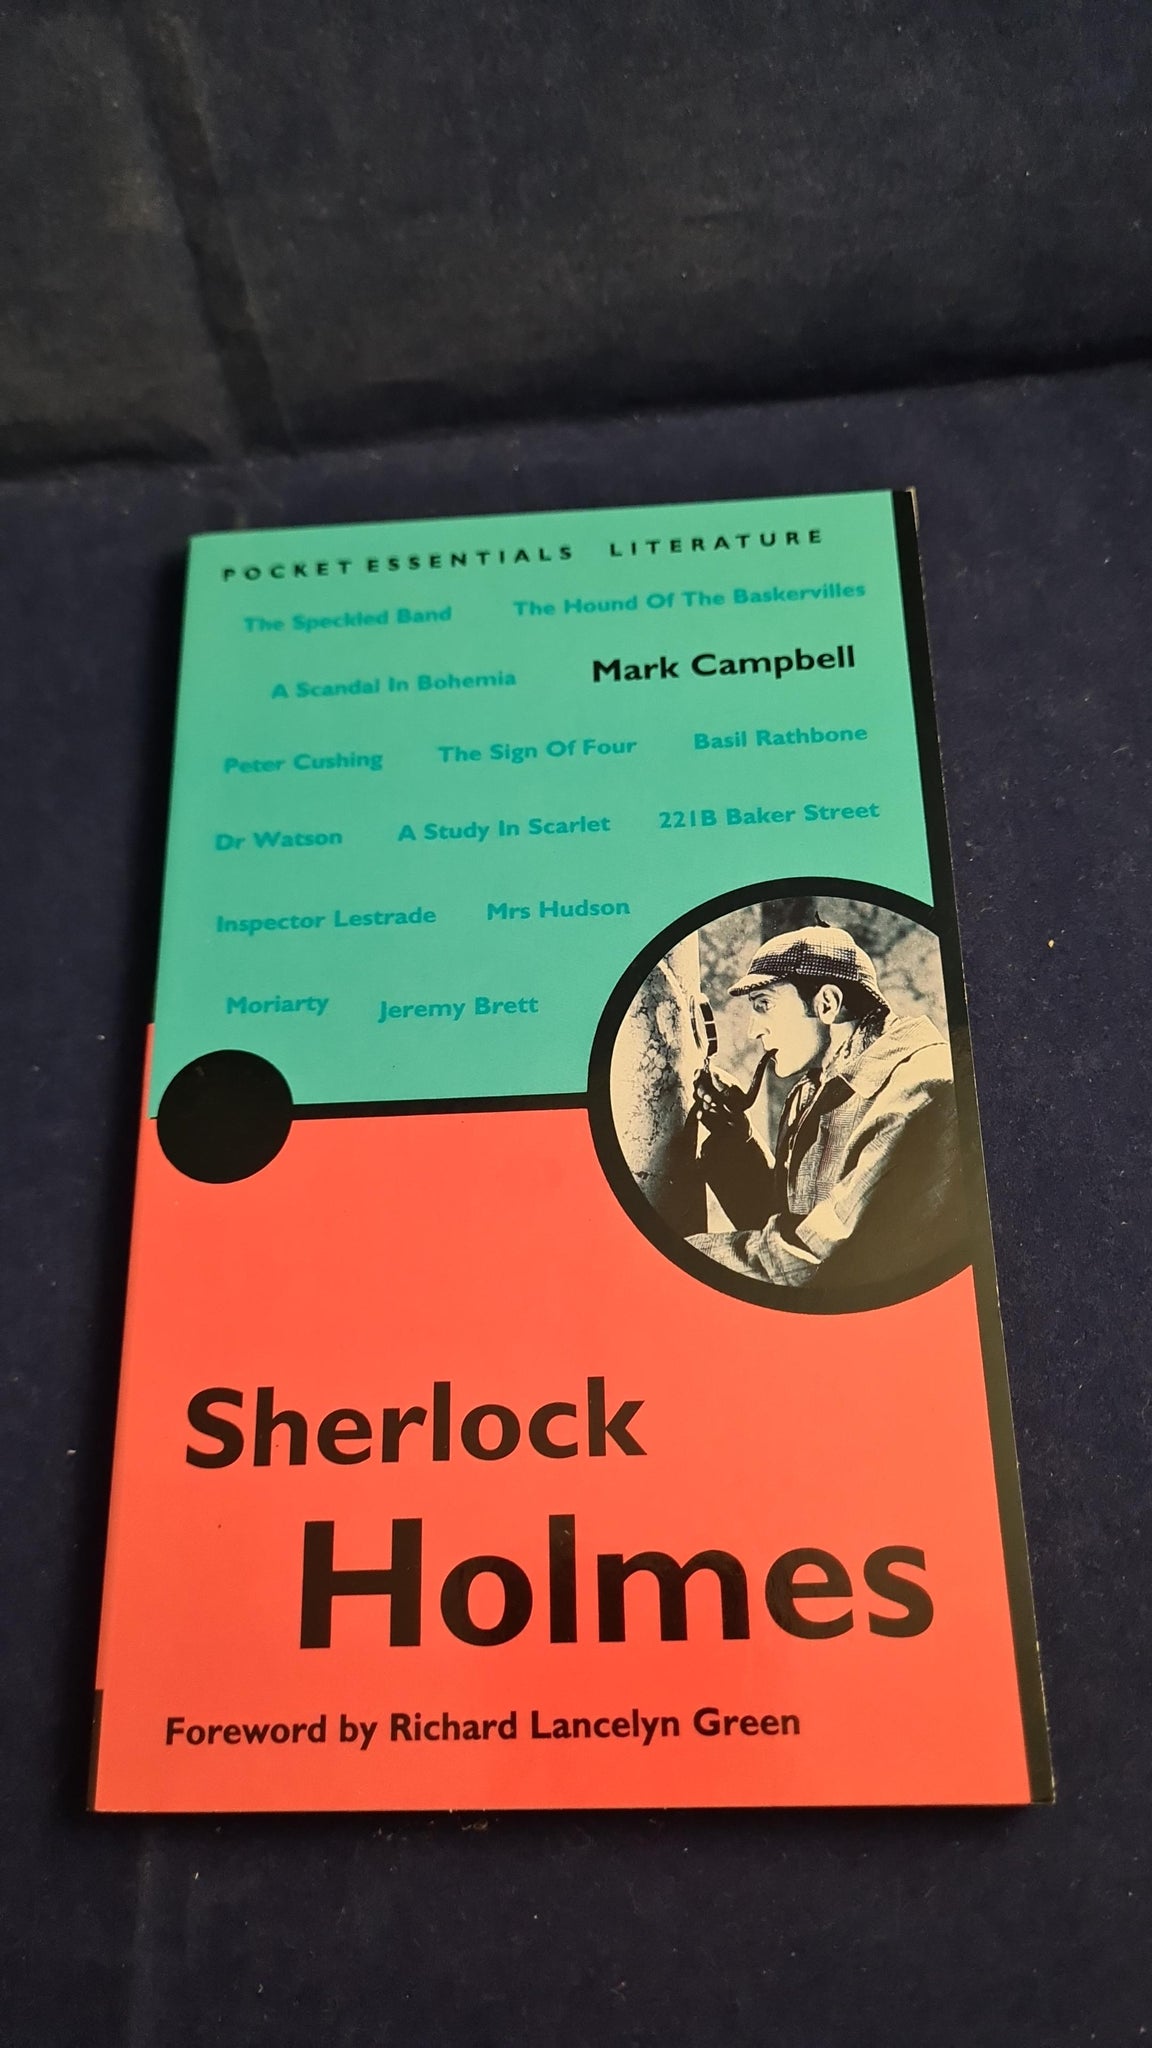 POCKET ESSENTIALS LITERATURE
The Speckled Band The Hound Of The Baskervilles
A Scandal In Bohemia Mark Campbell
Peter Cushing The Sign Of Four Basil Rathbone
Dr Watson A Study In Scarlet 221B Baker Street
Inspector Lestrade Mrs Hudson
Moriarty Jeremy Brett
Sherlock
Holmes
Foreword by Richard Lancelyn Green